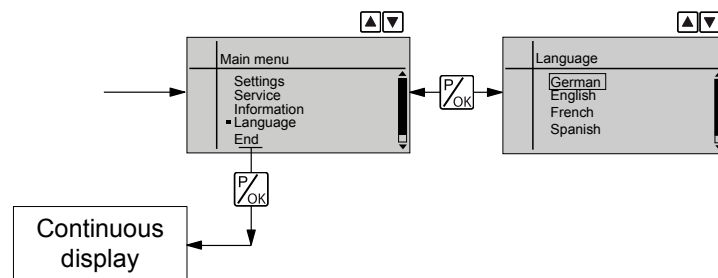 Main menu
Settings
Service
Information
Language
End
P/OK
Language
German
English
French
Spanish
P/OK
Continuous
display